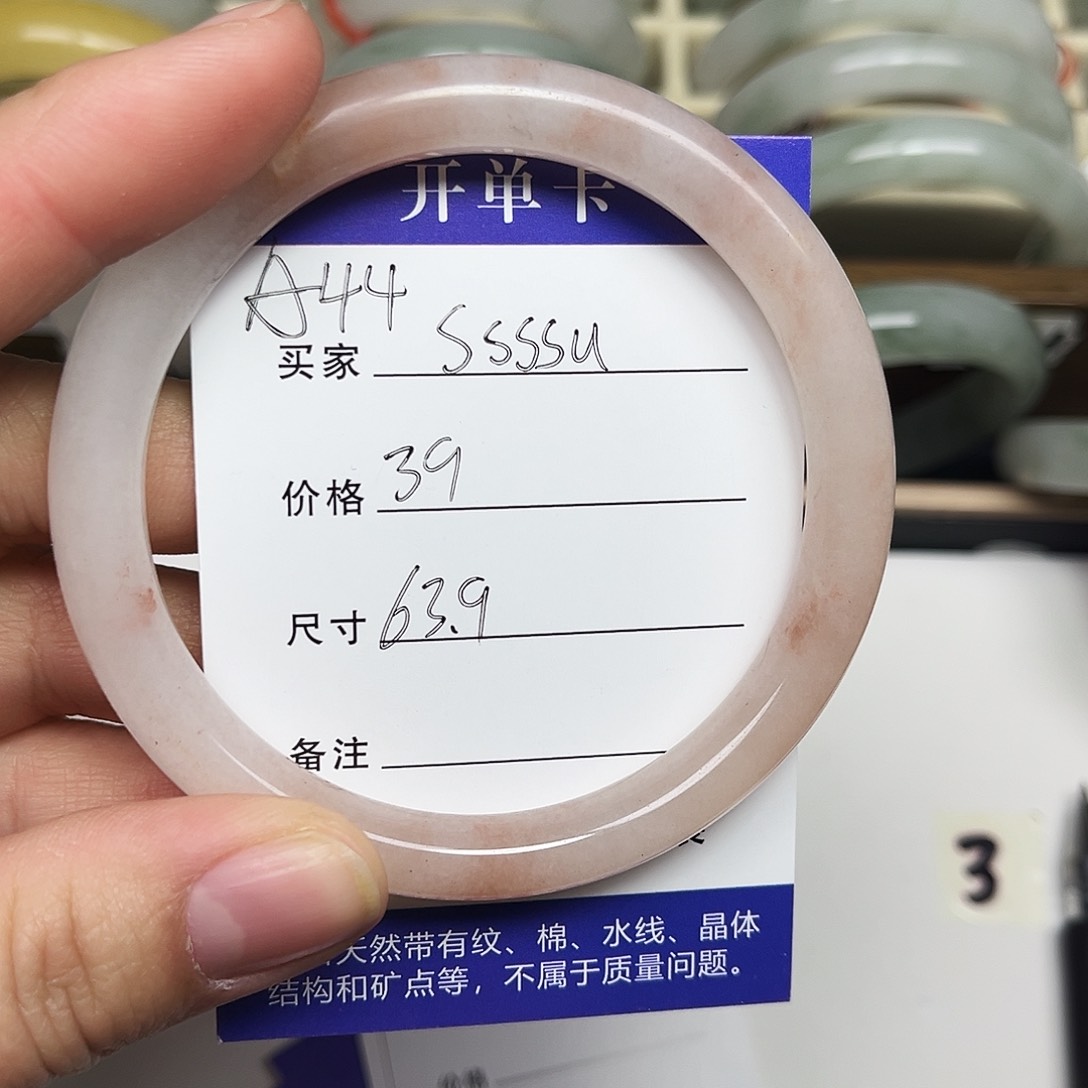 开单卡
A44
买家 Ssssu
价格 39
尺寸 63.9
备注
天然带有纹、棉、水线、晶体
结构和矿点等，不属于质量问题。
3